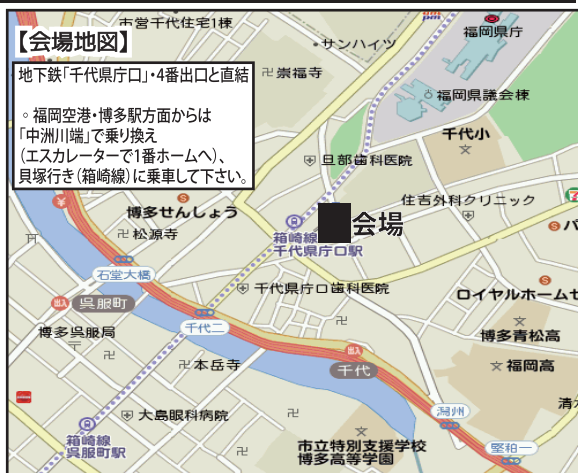 【会場地図】
地下鉄「千代県庁口」・4番出口と直結
◦福岡空港・博多駅方面からは
「中洲川端」で乗り換え
(エスカレーターで1番ホームへ)、
貝塚行き(箱崎線)に乗車して下さい。
市営千代住宅1棟
am
pm
福岡県庁
サンハイツ
崇福寺
福岡県議会棟
千代小
旦部歯科医院
住吉外科クリニック
博多せんしょう
会場
松源寺
箱崎線
千代県庁口駅
石堂大橋
千代県庁口歯科医院
ロイヤルホームセ
出入
呉服町
千代二
博多呉服局
博多青松高
出入
千代
福岡高
本岳寺
潟州
清
大島眼科病院
箱崎線
呉服町駅
市立特別支援学校
博多高等学園
堅粕一